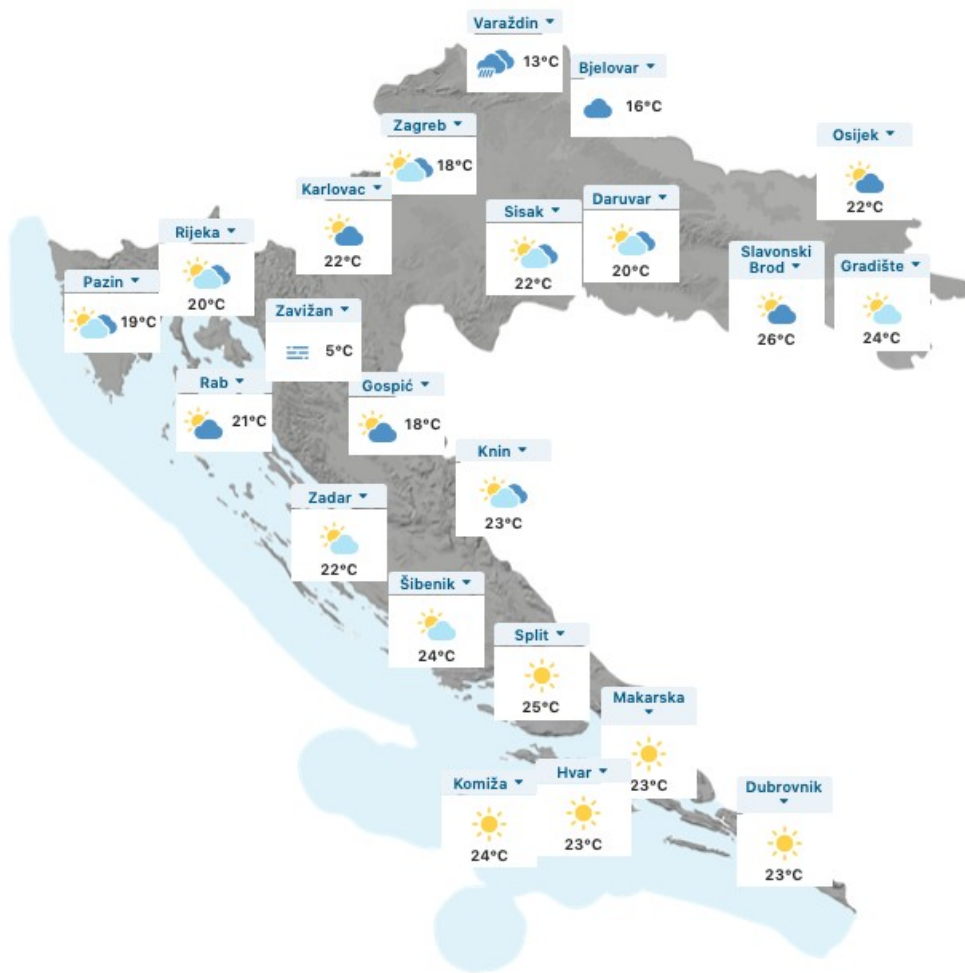 Varaždin
13°C
Bjelovar
16°C
Zagreb
18°C
Osijek
22°C
Karlovac
22°C
Sisak
22°C
Daruvar
20°C
Rijeka
20°C
Slavonski
Brod
26°C
Gradište
24°C
Pazin
19°C
Zavižan
5°C
Rab
21°C
Gospić
18°C
Knin
23°C
Zadar
22°C
Šibenik
24°C
Split
25°C
Makarska
23°C
Komiža
24°C
Hvar
23°C
Dubrovnik
23°C